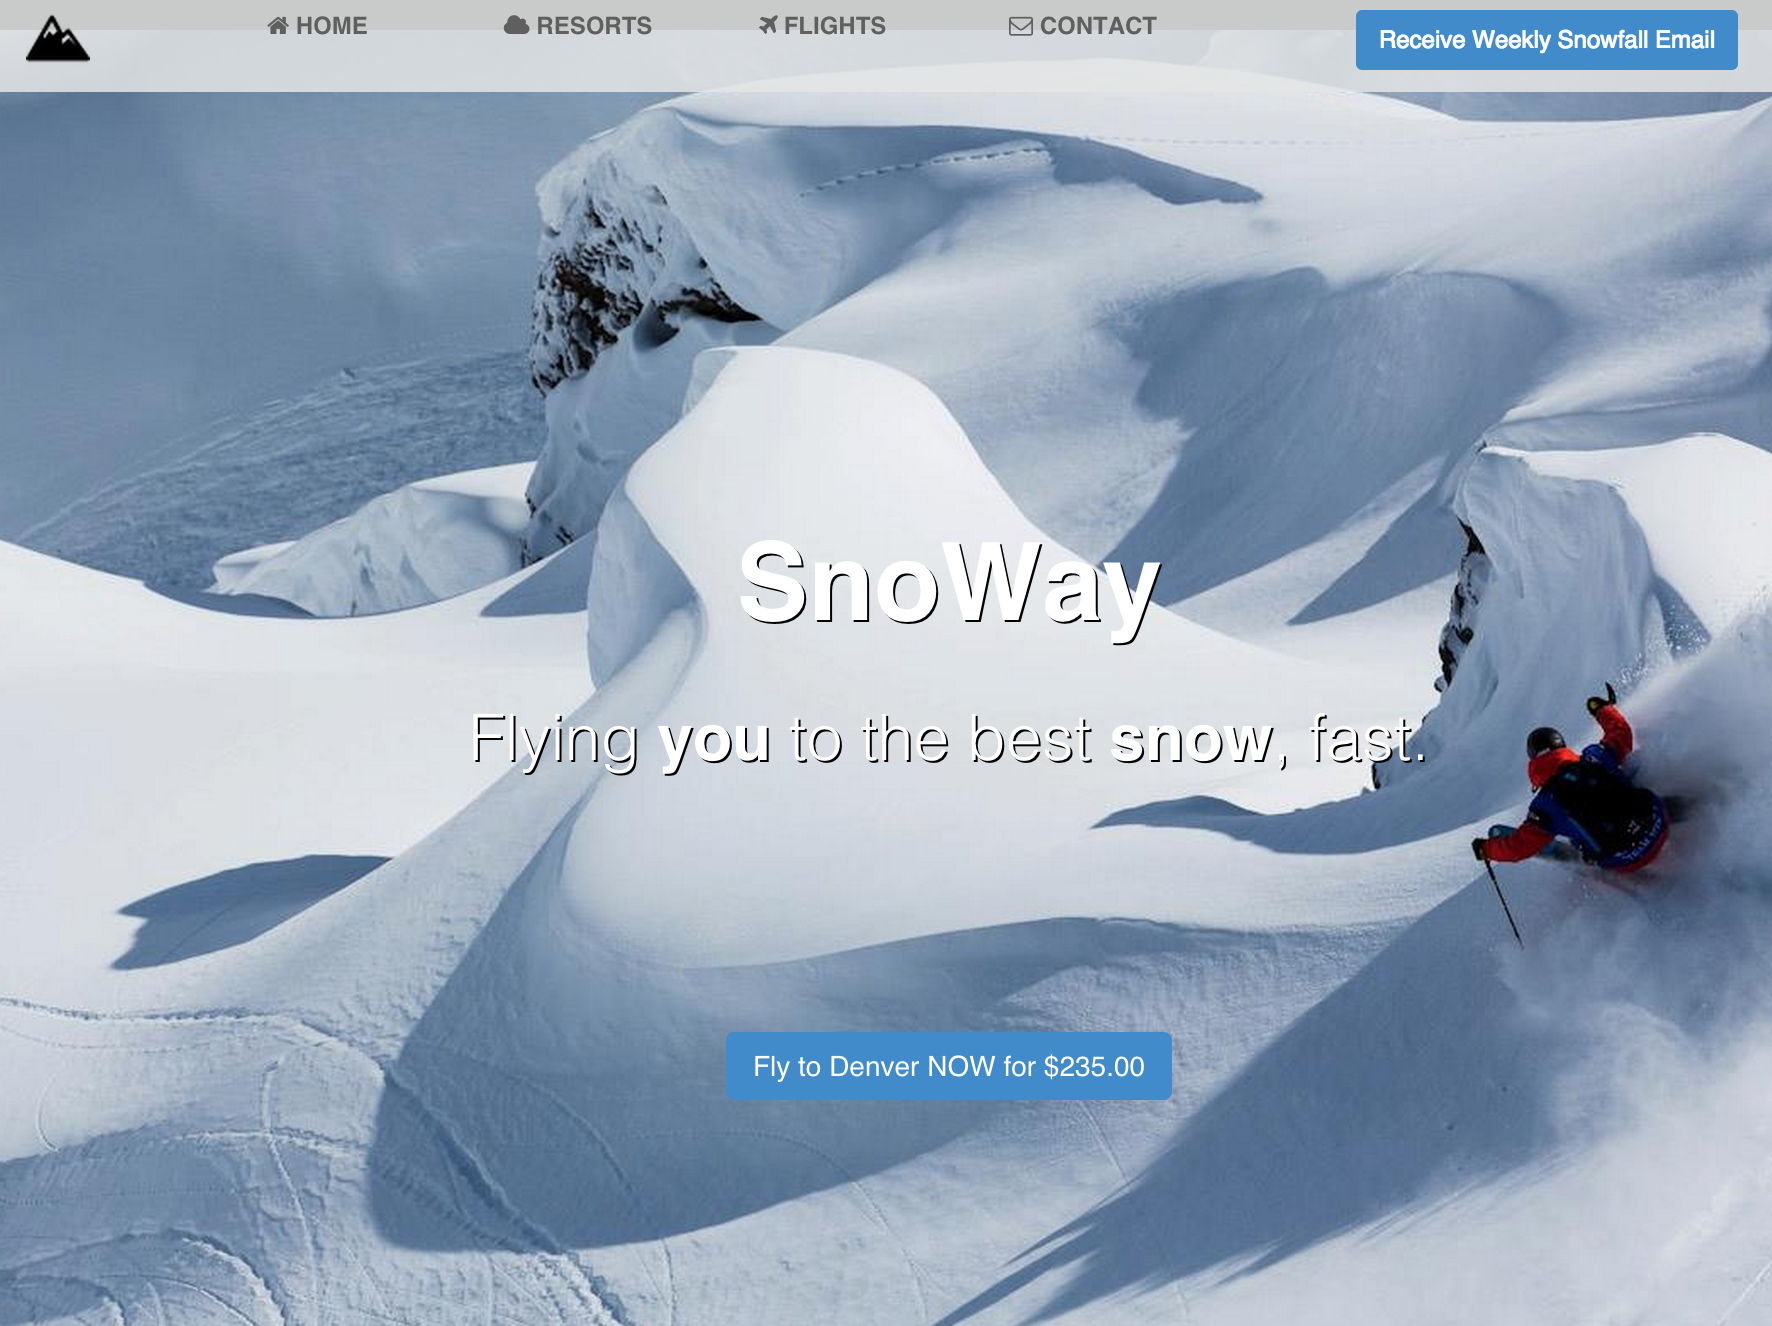 HOME
RESORTS
FLIGHTS
CONTACT
Receive Weekly Snowfall Email
SnoWay
Flying you to the best snow, fast.
Fly to Denver NOW for $235.00